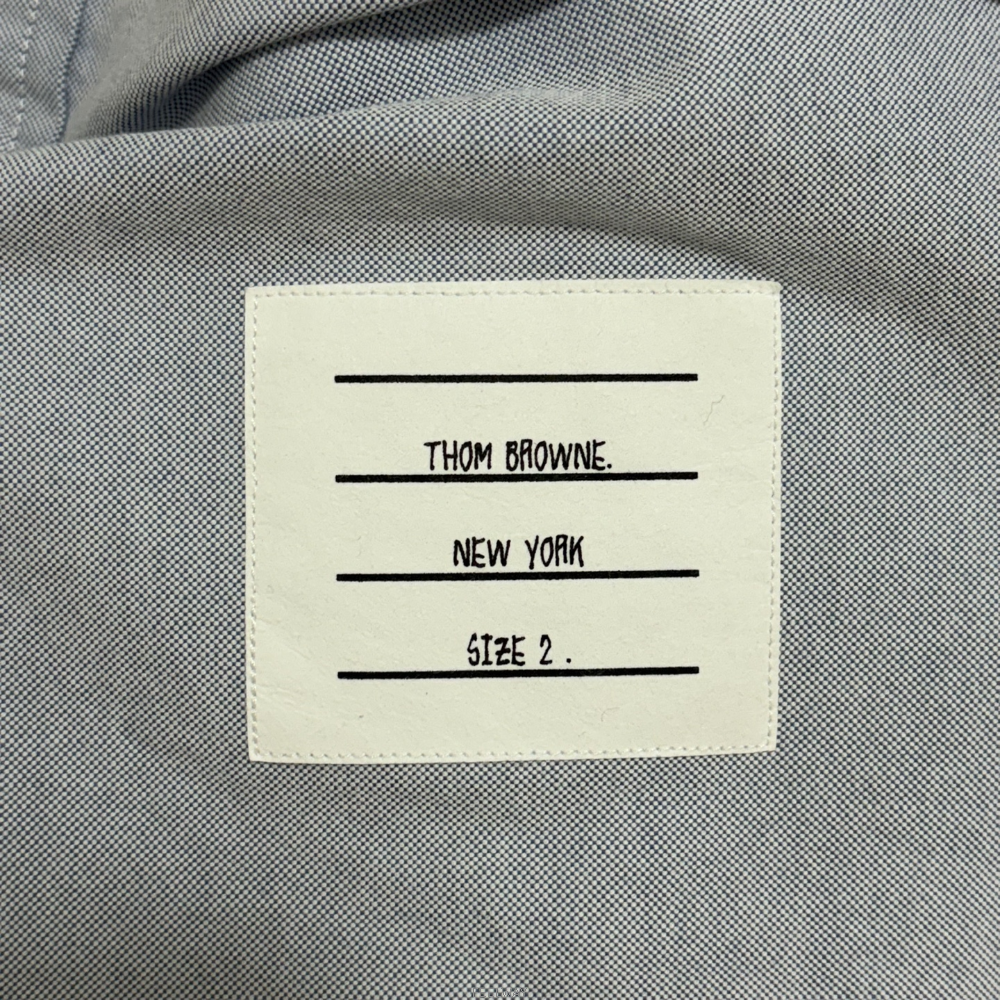 THOM BROWNE.
NEW YORK
SIZE 2 .